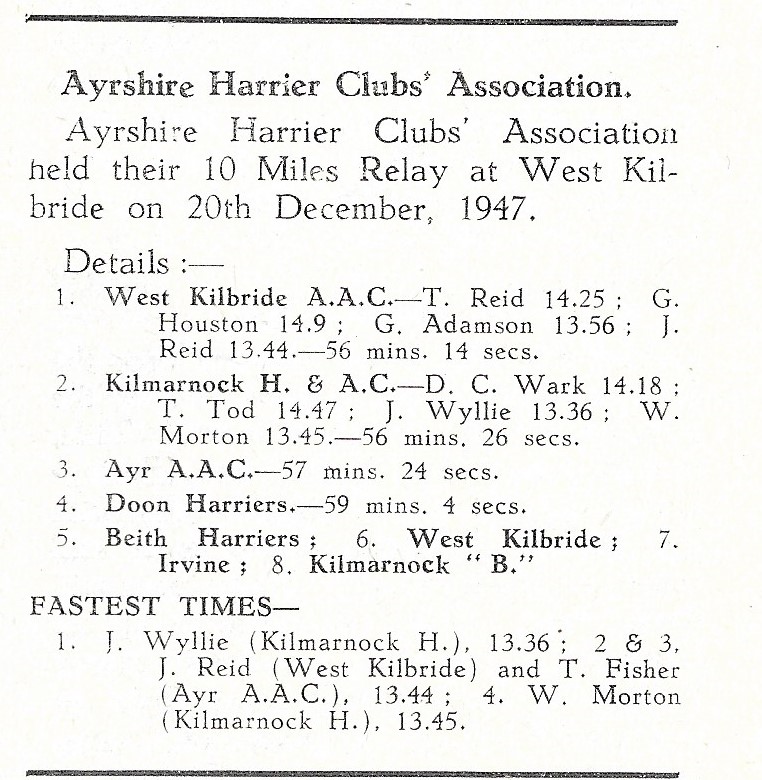 Ayrshire Harrier Clubs' Association.
Ayrshire Harrier Clubs' Association
held their 10 Miles Relay at West Kil-
bride on 20th December, 1947.
Details :—
1. West Kilbride A.A.C.—T. Reid 14.25 ; G.
Houston 14.9 ; G. Adamson 13.56 ; J.
Reid 13.44.—56 mins. 14 secs.
2. Kilmarnock H. & A.C.—D. C. Wark 14.18 ;
T. Tod 14.47 ; J. Wyllie 13.36 ; W.
Morton 13.45.—56 mins. 26 secs.
3. Ayr A.A.C.—57 mins. 24 secs.
4. Doon Harriers.—59 mins. 4 secs.
5. Beith Harriers ; 6. West Kilbride ; 7.
Irvine ; 8. Kilmarnock “ B.”
FASTEST TIMES—
1. J. Wyllie (Kilmarnock H.), 13.36 ; 2 & 3,
J. Reid (West Kilbride) and T. Fisher
(Ayr A.A.C.), 13.44 ; 4. W. Morton
(Kilmarnock H.), 13.45.